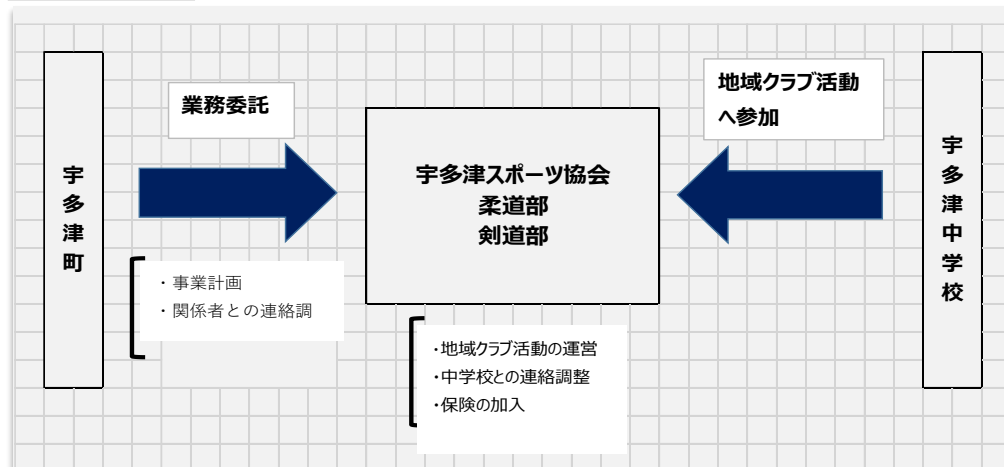 宇多津町
業務委託
・事業計画
・関係者との連絡調
宇多津スポーツ協会
柔道部
剣道部
・地域クラブ活動の運営
・中学校との連絡調整
・保険の加入
地域クラブ活動
へ参加
宇多津中学校